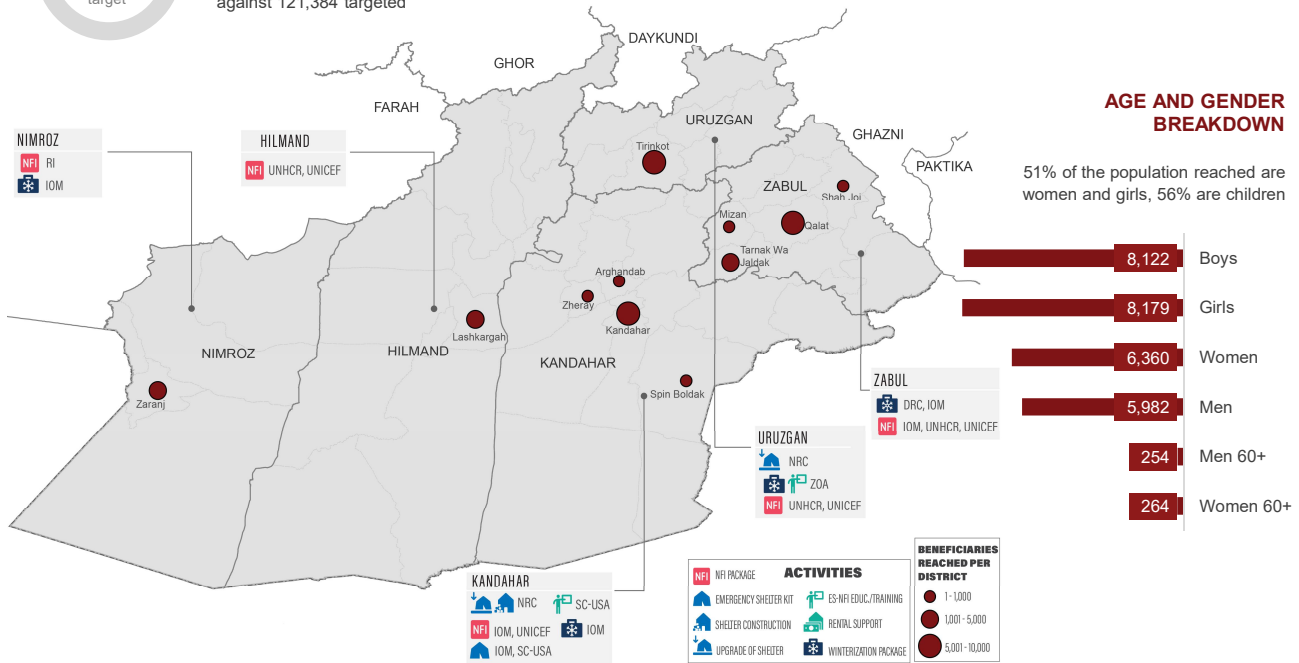 target
against 121,384 targeted
DAYKUNDI
GHOR
FARAH
URUZGAN
GHAZNI
PAKTIKA
ZABUL
NIMROZ
HILMAND
KANDAHAR
Tirinkot
Shah Joi
Mizan
Qalat
Tarnak Wa
Jaldak
Arghandab
Zheray
Kandahar
Lashkargah
Spin Boldak
Zaranj
NIMROZ
NFI RI
IOM
HILMAND
NFI UNHCR, UNICEF
ZABUL
DRC, IOM
NFI IOM, UNHCR, UNICEF
URUZGAN
NRC
ZOA
NFI UNHCR, UNICEF
KANDAHAR
NRC SC-USA
NFI IOM, UNICEF IOM
IOM, SC-USA
ACTIVITIES
NFI NFI PACKAGE
EMERGENCY SHELTER KIT ES-NFI EDUC./TRAINING
SHELTER CONSTRUCTION RENTAL SUPPORT
UPGRADE OF SHELTER WINTERIZATION PACKAGE
BENEFICIARIES
REACHED PER
DISTRICT
1-1,000
1,001 - 5,000
5,001 - 10,000
AGE AND GENDER
BREAKDOWN
51% of the population reached are
women and girls, 56% are children
8,122 Boys
8,179 Girls
6,360 Women
5,982 Men
254 Men 60+
264 Women 60+